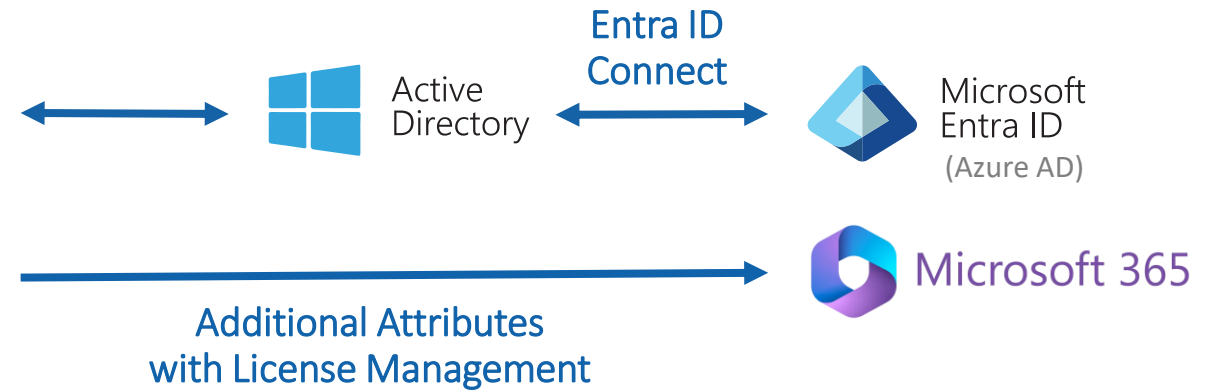 Entra ID
Connect
Active
Directory
Microsoft
Entra ID
(Azure AD)
Microsoft 365
Additional Attributes
with License Management